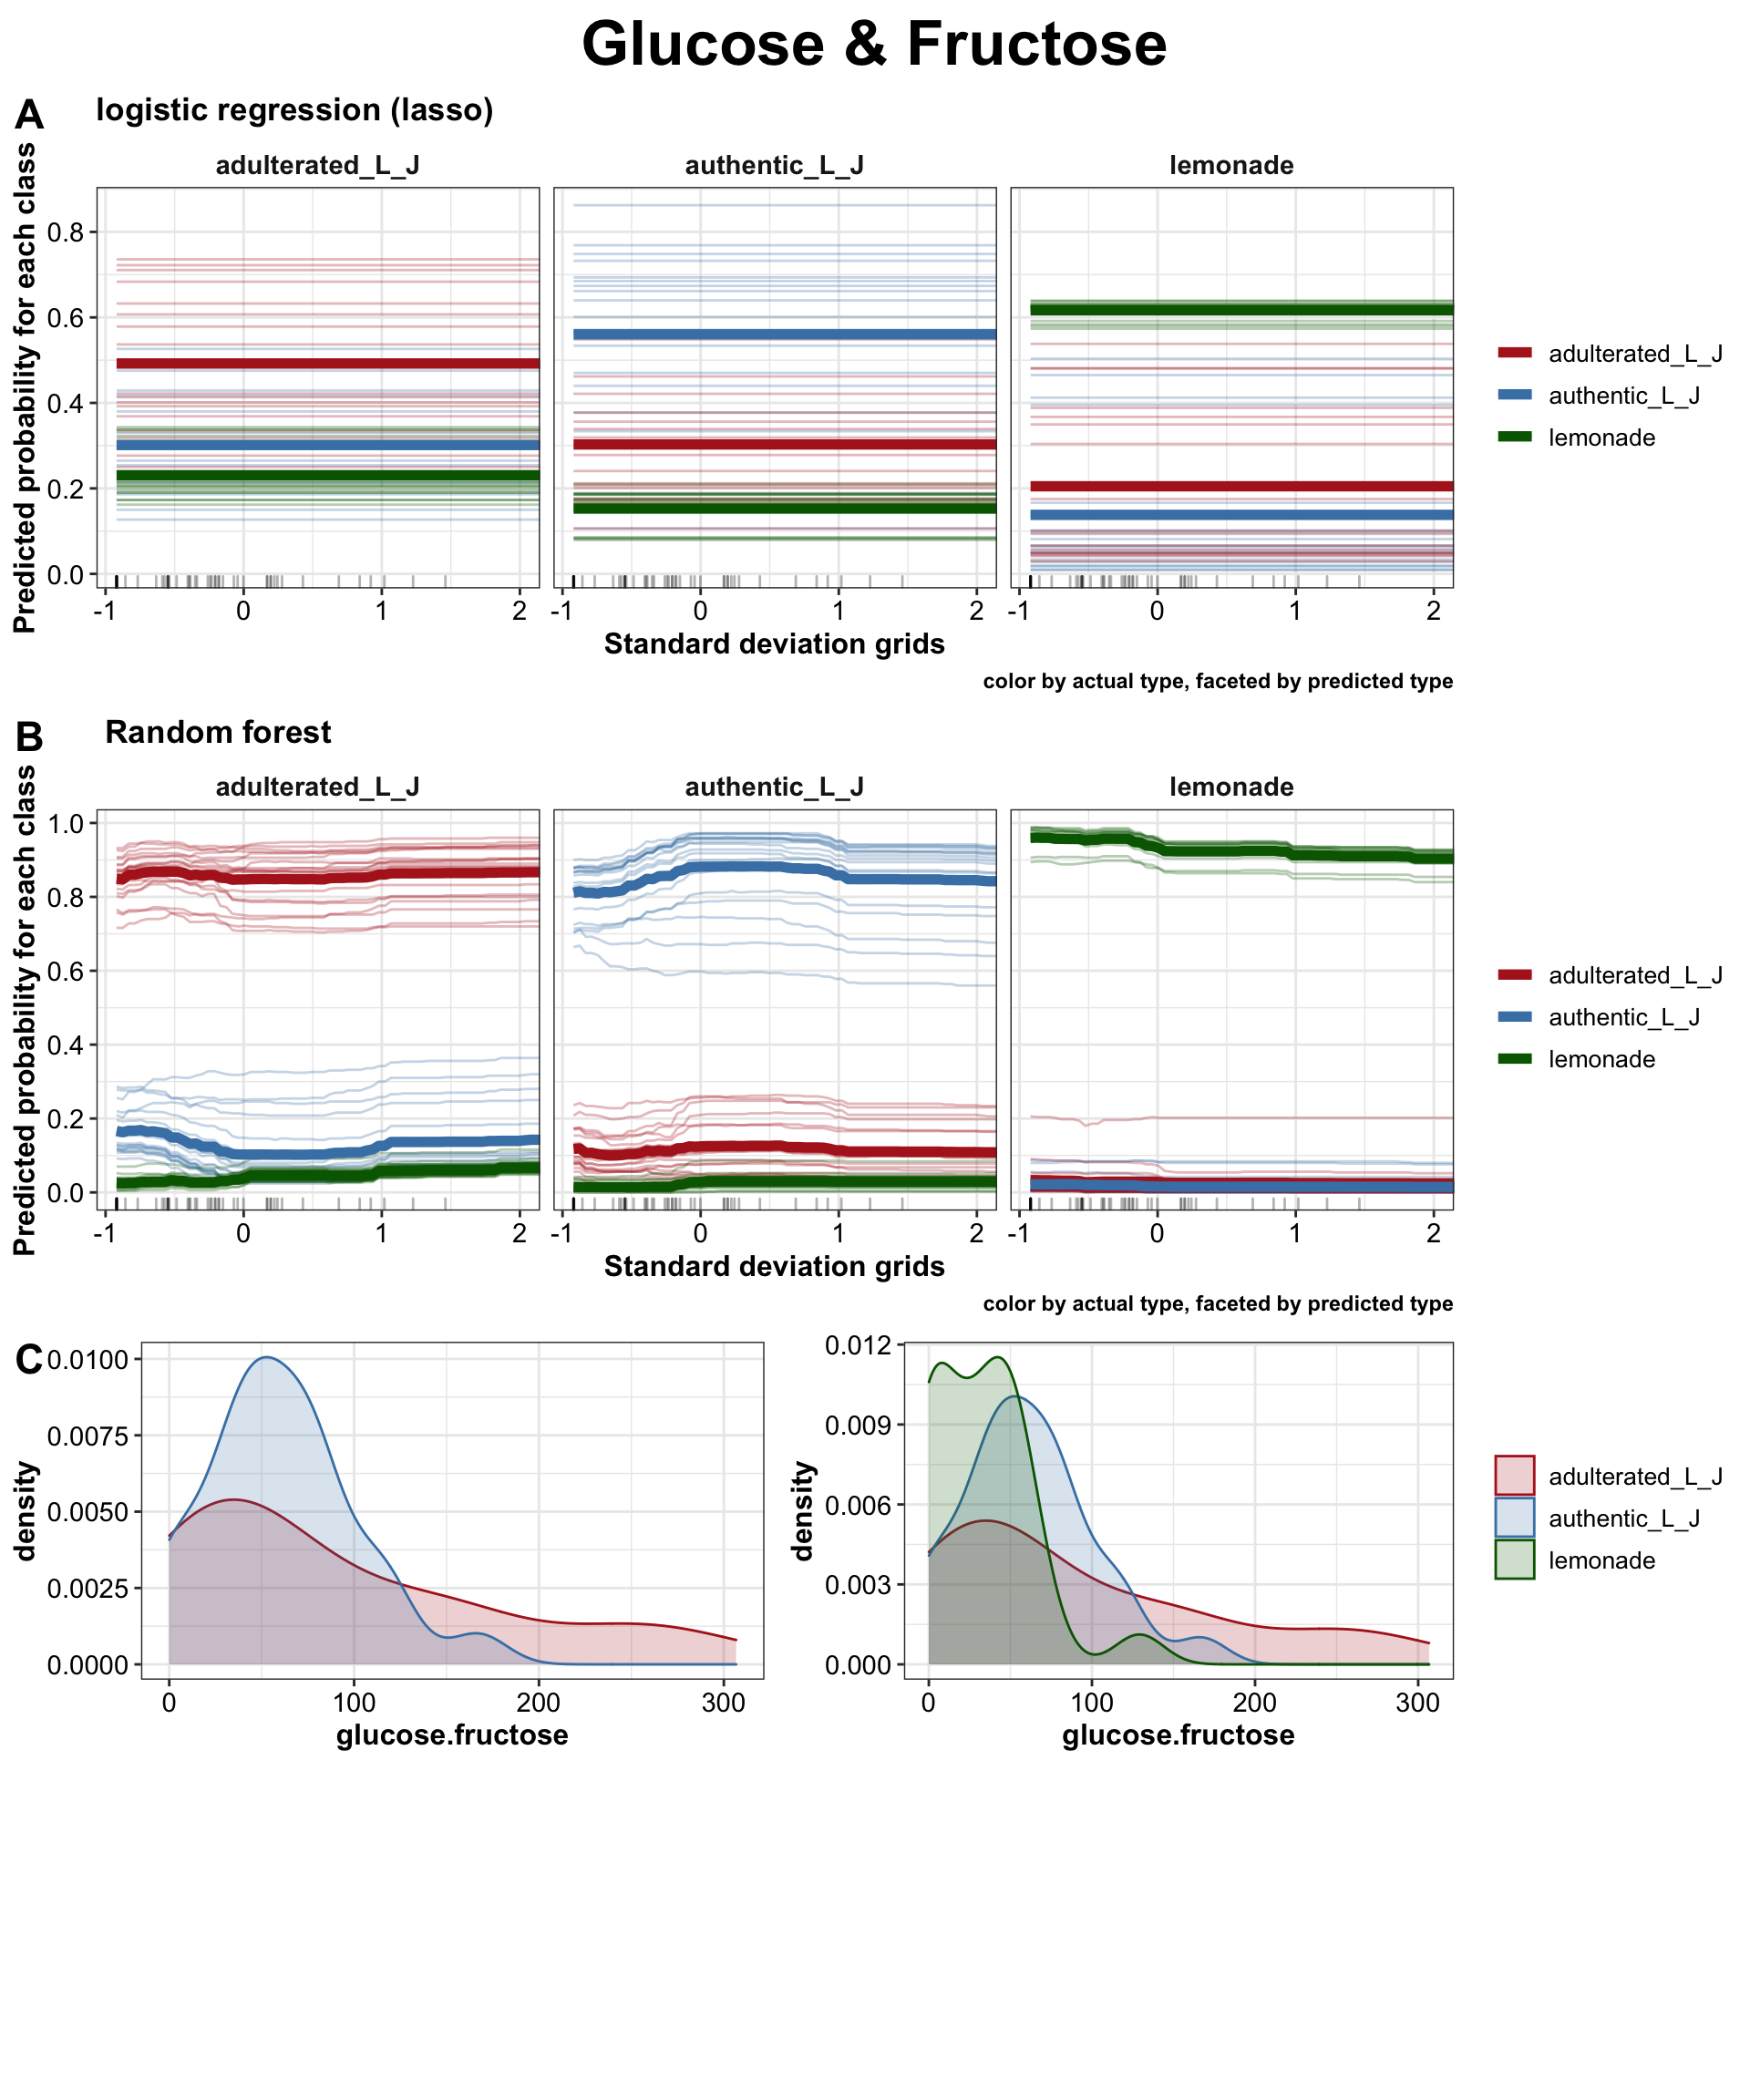 Glucose & Fructose
A
logistic regression (lasso)
adulterated_L_J
authentic_L_J
lemonade
Predicted probability for each class
0.8
0.6
0.4
0.2
0.0
-1 0 1 2
-1 0 1 2
-1 0 1 2
Standard deviation grids
color by actual type, faceted by predicted type
adulterated_L_J
authentic_L_J
lemonade
B
Random forest
adulterated_L_J
authentic_L_J
lemonade
Predicted probability for each class
1.0
0.8
0.6
0.4
0.2
0.0
-1 0 1 2
-1 0 1 2
-1 0 1 2
Standard deviation grids
color by actual type, faceted by predicted type
adulterated_L_J
authentic_L_J
lemonade
C
density
0.0100
0.0075
0.0050
0.0025
0.0000
0 100 200 300
glucose.fructose
density
0.012
0.009
0.006
0.003
0.000
0 100 200 300
glucose.fructose
adulterated_L_J
authentic_L_J
lemonade